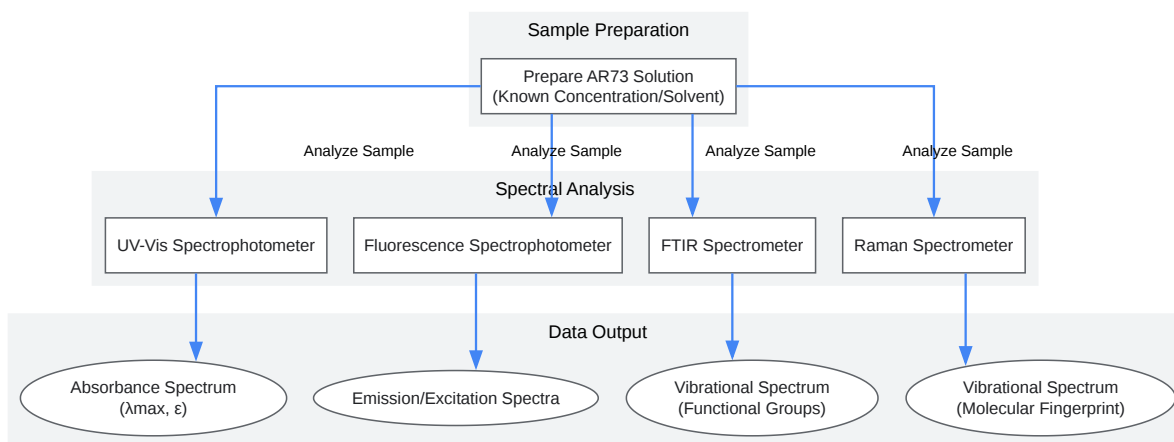 Sample Preparation
Prepare AR73 Solution
(Known Concentration/Solvent)
Analyze Sample
Analyze Sample
Analyze Sample
Analyze Sample
Spectral Analysis
UV-Vis Spectrophotometer
Fluorescence Spectrophotometer
FTIR Spectrometer
Raman Spectrometer
Data Output
Absorbance Spectrum
(λmax, ε)
Emission/Excitation Spectra
Vibrational Spectrum
(Functional Groups)
Vibrational Spectrum
(Molecular Fingerprint)